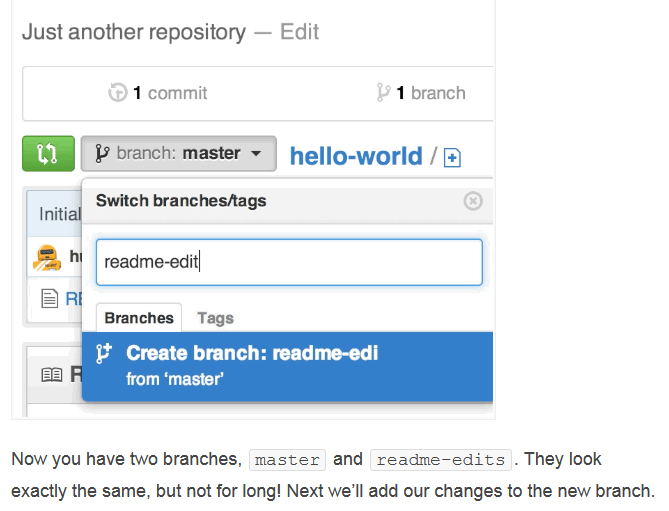 Just another repository — Edit
1 commit
1 branch
branch: master
hello-world /
Switch branches/tags
Initial
readme-edit
Branches Tags
Create branch: readme-edi
from ‘master’
Now you have two branches, master and readme-edits. They look
exactly the same, but not for long! Next we’ll add our changes to the new branch.